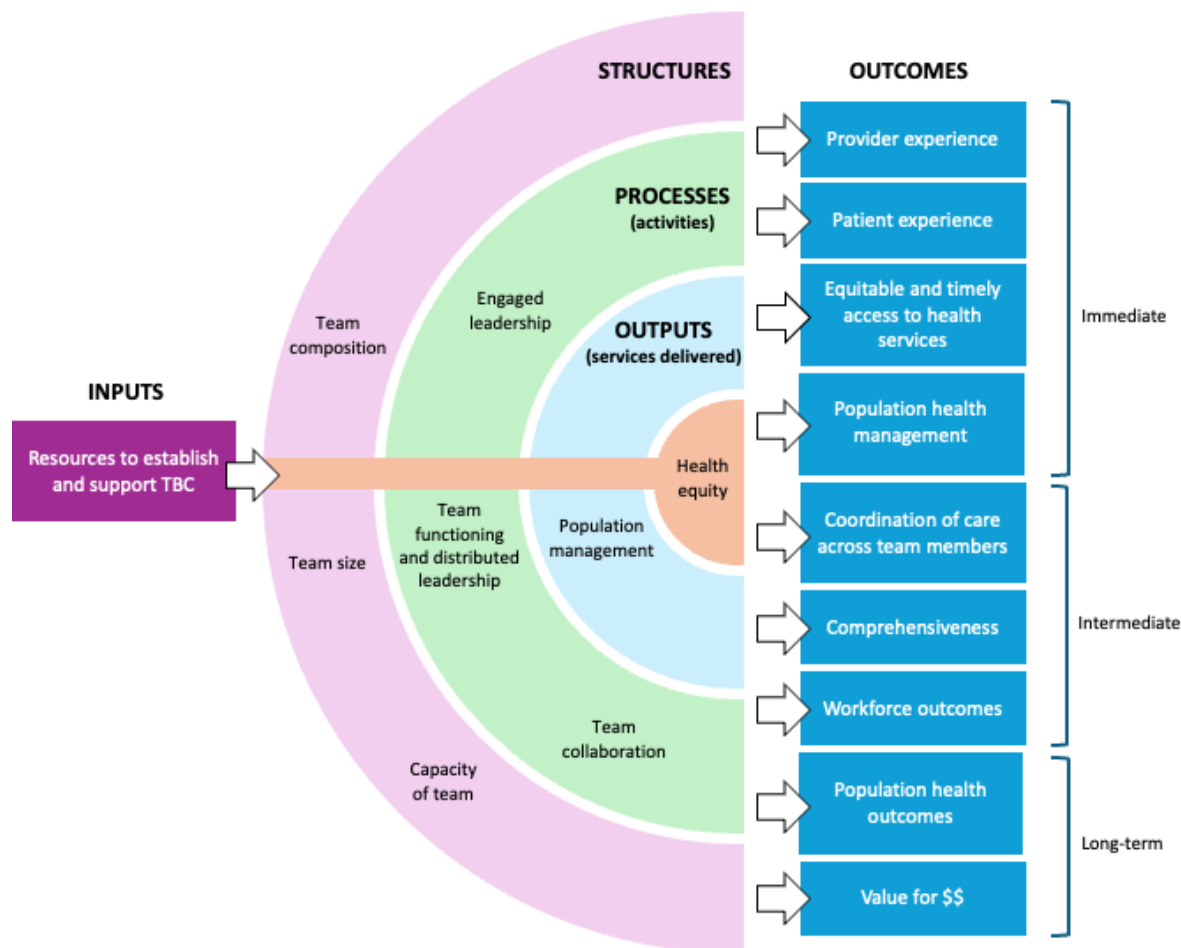 INPUTS
Resources to establish
and support TBC
STRUCTURES
Team
composition
Team size
Capacity
of team
PROCESSES
(activities)
Engaged
leadership
Team
functioning
and distributed
leadership
Team
collaboration
OUTPUTS
(services delivered)
Population
management
Health
equity
OUTCOMES
Provider experience
Patient experience
Equitable and timely
access to health
services
Population health
management
Immediate
Coordination of care
across team members
Comprehensiveness
Workforce outcomes
Intermediate
Population health
outcomes
Value for $$
Long-term